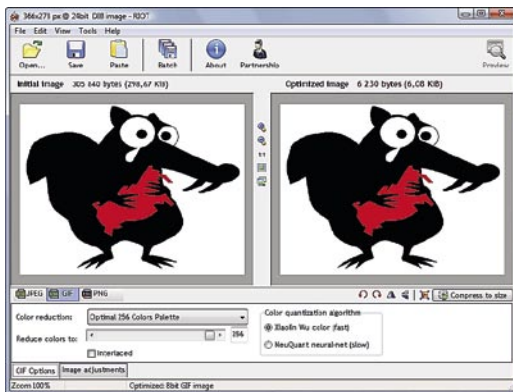 366x271 px @ 24bit DIB image - RIOT
File Edit View Tools Help
Open... Save Paste Batch About Partnership Preview
Initial image 305 840 bytes (298,67 KiB) Optimized image 6 230 bytes (6,08 KiB)
1:1
JPEG GIF PNG Compress to size
Color reduction: Optimal 256 Colors Palette
Reduce colors to: 256
Interlaced
Color quantization algorithm
Xiaolin Wu color (fast)
NeuQuart neural-net (slow)
GIF Options Image adjustments
Zoom 100% Optimized: 8bit GIF image